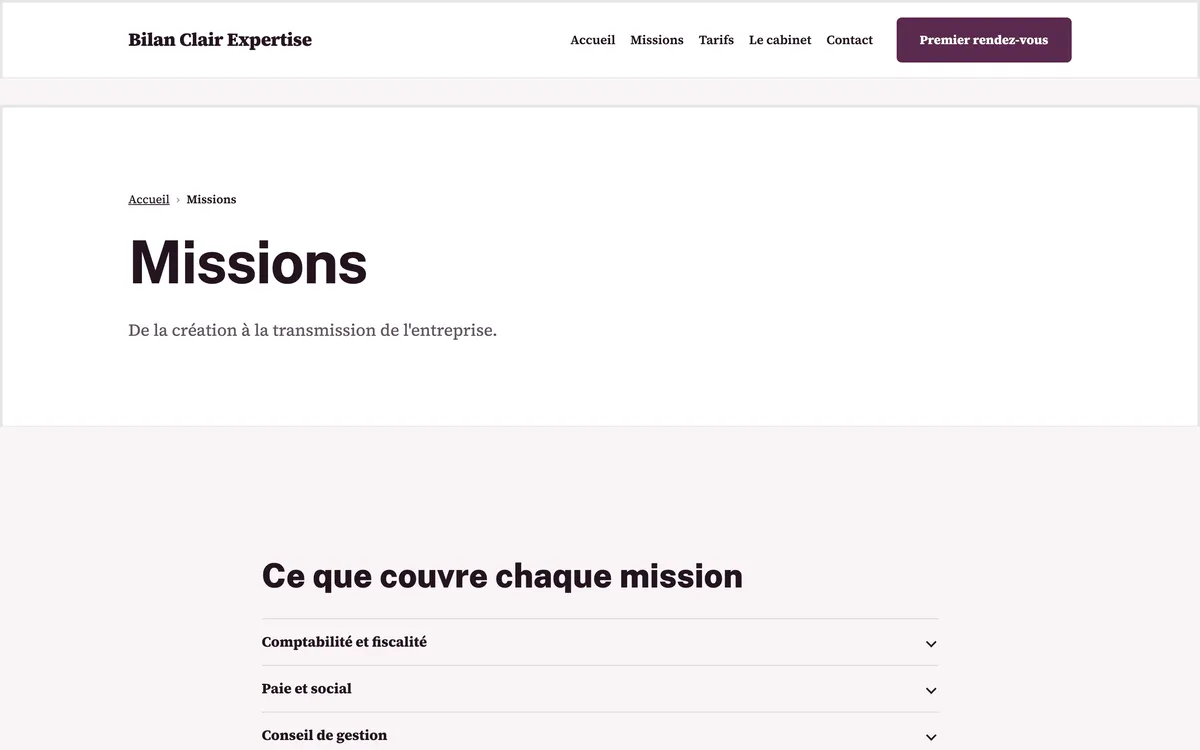 Bilan Clair Expertise
Accueil Missions Tarifs Le cabinet Contact Premier rendez-vous
Accueil › Missions
Missions
De la création à la transmission de l'entreprise.
Ce que couvre chaque mission
Comptabilité et fiscalité
Paie et social
Conseil de gestion